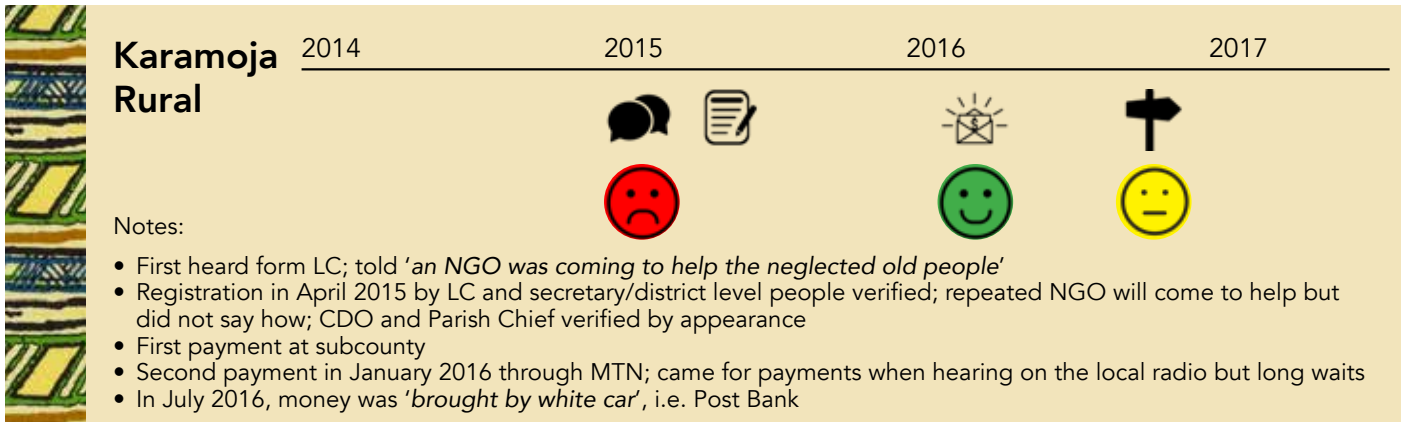 Karamoja 2014 2015 2016 2017
Rural
$
Notes:
• First heard form LC; told ‘an NGO was coming to help the neglected old people’
• Registration in April 2015 by LC and secretary/district level people verified; repeated NGO will come to help but
did not say how; CDO and Parish Chief verified by appearance
• First payment at subcounty
• Second payment in January 2016 through MTN; came for payments when hearing on the local radio but long waits
• In July 2016, money was ‘brought by white car’, i.e. Post Bank